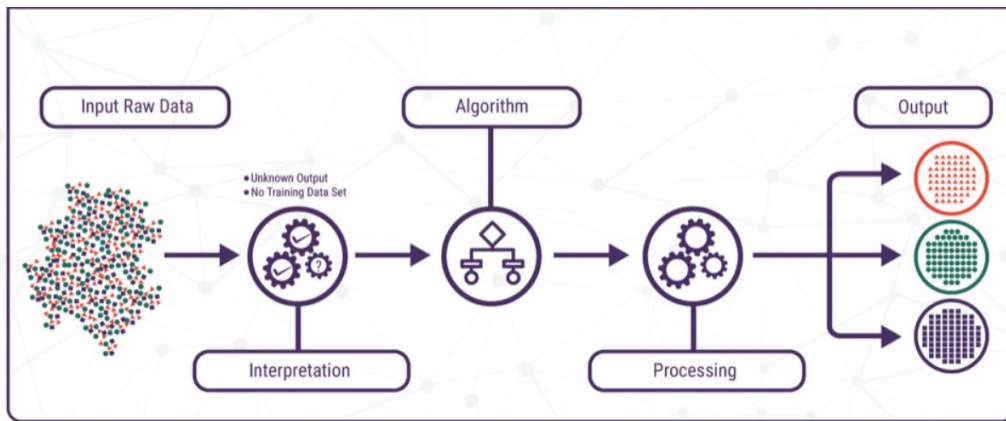 Input Raw Data
Algorithm
Output
• Unknown Output
• No Training Data Set
?
Interpretation
Processing